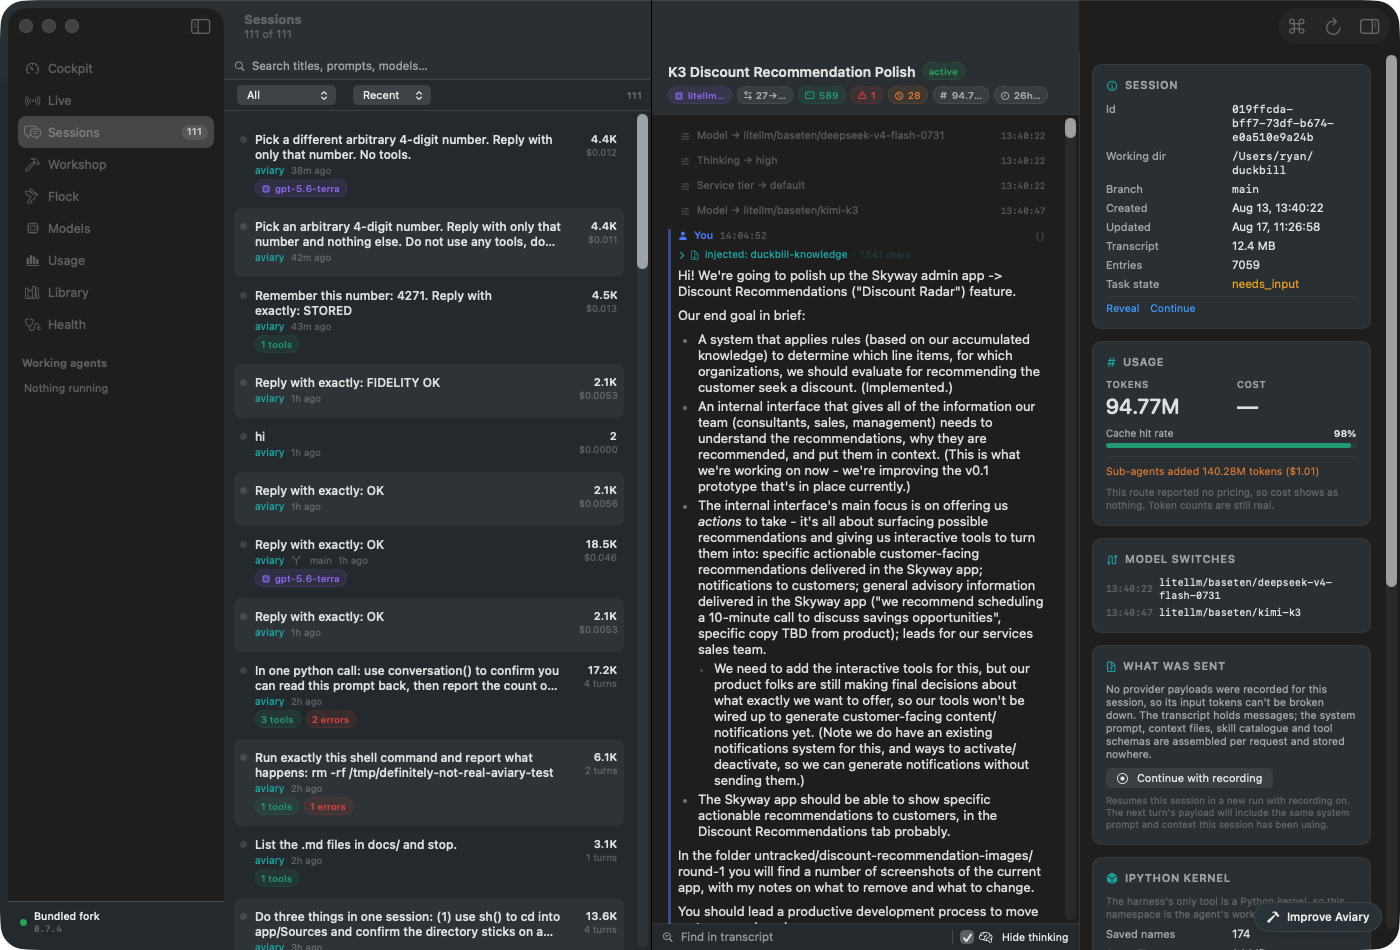 Cockpit
Live
Sessions 111
Workshop
Flock
Models
Usage
Library
Health
Working agents
Nothing running
Bundled fork
0.7.4
Sessions
111 of 111
Search titles, prompts, models...
All
Recent
111
Pick a different arbitrary 4-digit number. Reply with 4.4K
only that number. No tools. $0.012
aviary 38m ago
gpt-5.6-terra
Pick an arbitrary 4-digit number. Reply with only that 4.4K
number and nothing else. Do not use any tools, do... $0.011
aviary 42m ago
Remember this number: 4271. Reply with 4.5K
exactly: STORED $0.013
aviary 43m ago
1 tools
Reply with exactly: FIDELITY OK 2.1K
aviary 1h ago $0.0053
hi 2
aviary 1h ago $0.0000
Reply with exactly: OK 2.1K
aviary 1h ago $0.0056
Reply with exactly: OK 18.5K
aviary main 1h ago $0.046
gpt-5.6-terra
Reply with exactly: OK 2.1K
aviary 1h ago $0.0053
In one python call: use conversation() to confirm you 17.2K
can read this prompt back, then report the count o... 4 turns
aviary 2h ago
3 tools 2 errors
Run exactly this shell command and report what 6.1K
happens: rm -rf /tmp/definitely-not-real-aviary-test 2 turns
aviary 2h ago
1 tools 1 errors
List the .md files in docs/ and stop. 3.1K
aviary 2h ago 1 turns
1 tools
Do three things in one session: (1) use sh() to cd into 13.6K
app/Sources and confirm the directory sticks on a... 4 turns
aviary 3h ago
K3 Discount Recommendation Polish active
litellm... 27→... 589 1 28 # 94.7... 26h...
Model → litellm/baseten/deepseek-v4-flash-0731 13:40:22
Thinking → high 13:40:22
Service tier → default 13:40:22
Model → litellm/baseten/kimi-k3 13:40:47
You 14:04:52 {}
injected: duckbill-knowledge · 7,541 chars
Hi! We're going to polish up the Skyway admin app ->
Discount Recommendations ("Discount Radar") feature.
Our end goal in brief:
• A system that applies rules (based on our accumulated
knowledge) to determine which line items, for which
organizations, we should evaluate for recommending the
customer seek a discount. (Implemented.)
• An internal interface that gives all of the information our
team (consultants, sales, management) needs to
understand the recommendations, why they are
recommended, and put them in context. (This is what
we're working on now - we're improving the v0.1
prototype that's in place currently.)
• The internal interface's main focus is on offering us
actions to take - it's all about surfacing possible
recommendations and giving us interactive tools to turn
them into: specific actionable customer-facing
recommendations delivered in the Skyway app;
notifications to customers; general advisory information
delivered in the Skyway app ("we recommend scheduling
a 10-minute call to discuss savings opportunities",
specific copy TBD from product); leads for our services
sales team.
• We need to add the interactive tools for this, but our
product folks are still making final decisions about
what exactly we want to offer, so our tools won't be
wired up to generate customer-facing content/
notifications yet. (Note we do have an existing
notifications system for this, and ways to activate/
deactivate, so we can generate notifications without
sending them.)
• The Skyway app should be able to show specific
actionable recommendations to customers, in the
Discount Recommendations tab probably.
In the folder untracked/discount-recommendation-images/
round-1 you will find a number of screenshots of the current
app, with my notes on what to remove and what to change.
You should lead a productive development process to move
Find in transcript
Hide thinking
SESSION
Id 019ffcda-
bff7-73df-b674-
e0a510e9a24b
Working dir /Users/ryan/
duckbill
Branch main
Created Aug 13, 13:40:22
Updated Aug 17, 11:26:58
Transcript 12.4 MB
Entries 7059
Task state needs_input
Reveal Continue
# USAGE
TOKENS COST
94.77M —
Cache hit rate 98%
Sub-agents added 140.28M tokens ($1.01)
This route reported no pricing, so cost shows as
nothing. Token counts are still real.
MODEL SWITCHES
13:40:22 litellm/baseten/deepseek-v4-
flash-0731
13:40:47 litellm/baseten/kimi-k3
WHAT WAS SENT
No provider payloads were recorded for this
session, so its input tokens can't be broken
down. The transcript holds messages; the system
prompt, context files, skill catalogue and tool
schemas are assembled per request and stored
nowhere.
Continue with recording
Resumes this session in a new run with recording on.
The next turn's payload will include the same system
prompt and context this session has been using.
IPYTHON KERNEL
The harness's only tool is a Python kernel, so this
namespace is the agent's work
Improve Aviary
Saved names 174